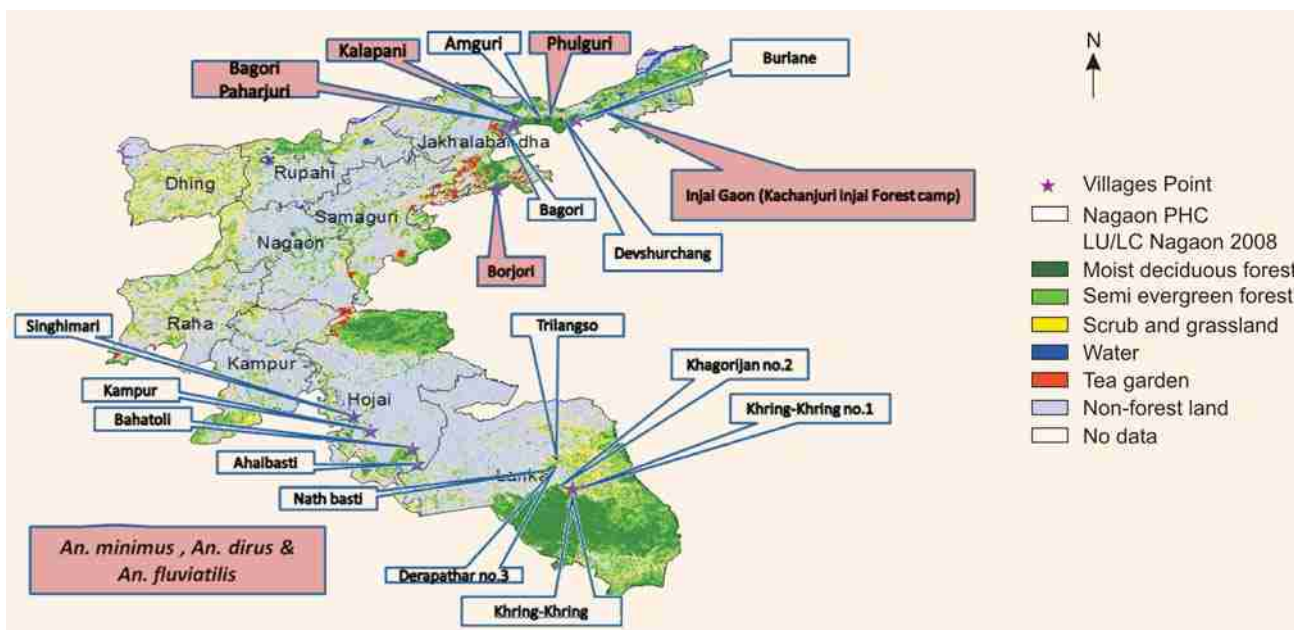 Kalapani
Amguri
Phulguri
Burlane
N
Bagori
Paharjuri
Jakhalabandha
Dhing
Rupahi
Samaguri
Nagaon
Bagori
Injai Gaon (Kachanjuri injai Forest camp)
Devshurchang
Borjori
Villages Point
Nagaon PHC
LU/LC Nagaon 2008
Moist deciduous forest
Semi evergreen forest
Scrub and grassland
Water
Tea garden
Non-forest land
No data
Raha
Singhimari
Kampur
Trilangso
Khagorijan no.2
Kampur
Hojai
Khring-Khring no.1
Bahatoli
Ahaibasti
Lanka
Nath basti
An. minimus , An. dirus &
An. fluviatilis
Derapathar no.3
Khring-Khring